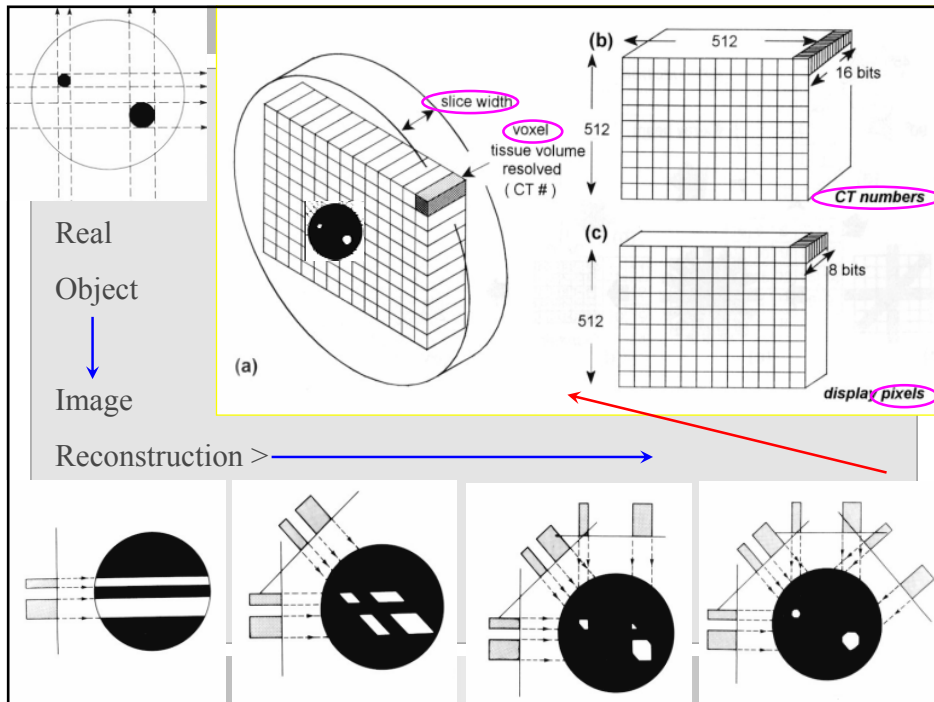 Real
Object
Image
Reconstruction >
(a)
slice width
voxel
tissue volume
resolved
( CT # )
(b)
512
16 bits
512
CT numbers
(c)
8 bits
512
display pixels